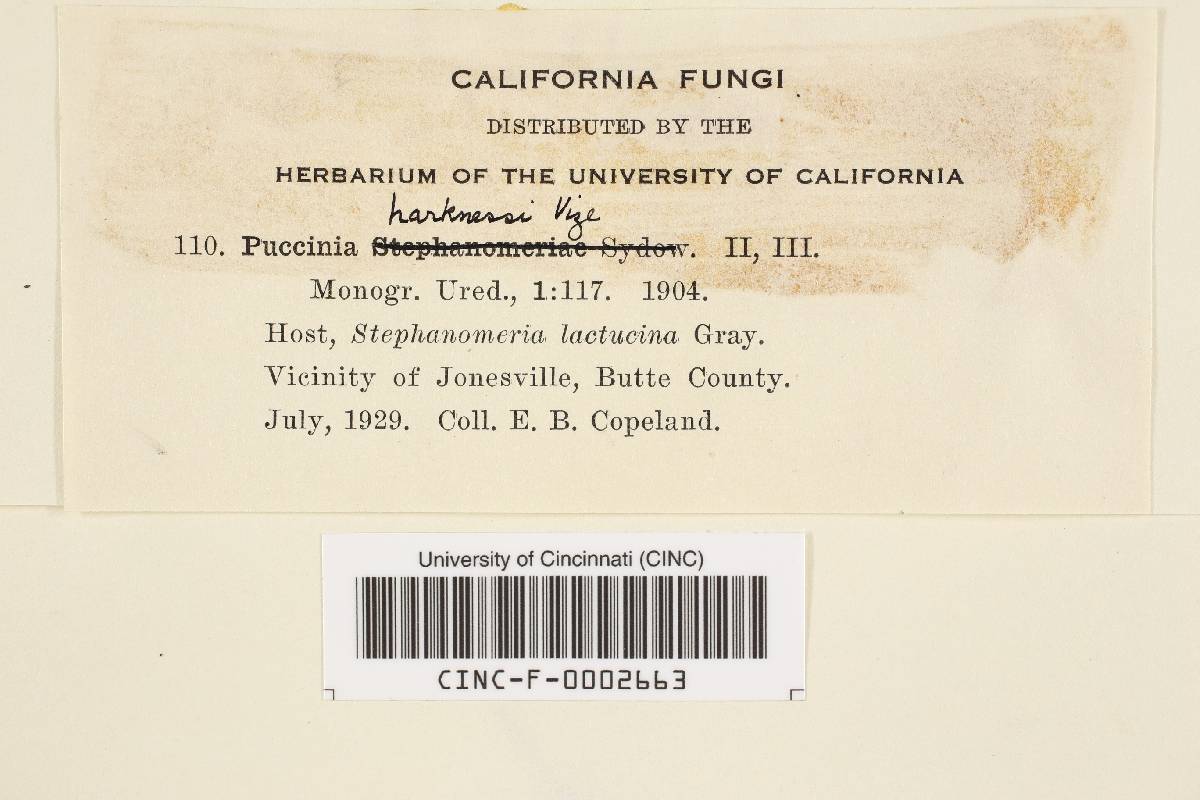 CALIFORNIA FUNGI
DISTRIBUTED BY THE
HERBARIUM OF THE UNIVERSITY OF CALIFORNIA
harknessi Vize
110. Puccinia Stephanomeriae Sydow. II, III.
Monogr. Ured., 1:117. 1904.
Host, Stephanomeria lactucina Gray.
Vicinity of Jonesville, Butte County.
July, 1929. Coll. E. B. Copeland.
University of Cincinnati (CINC)
CINC-F-0002663